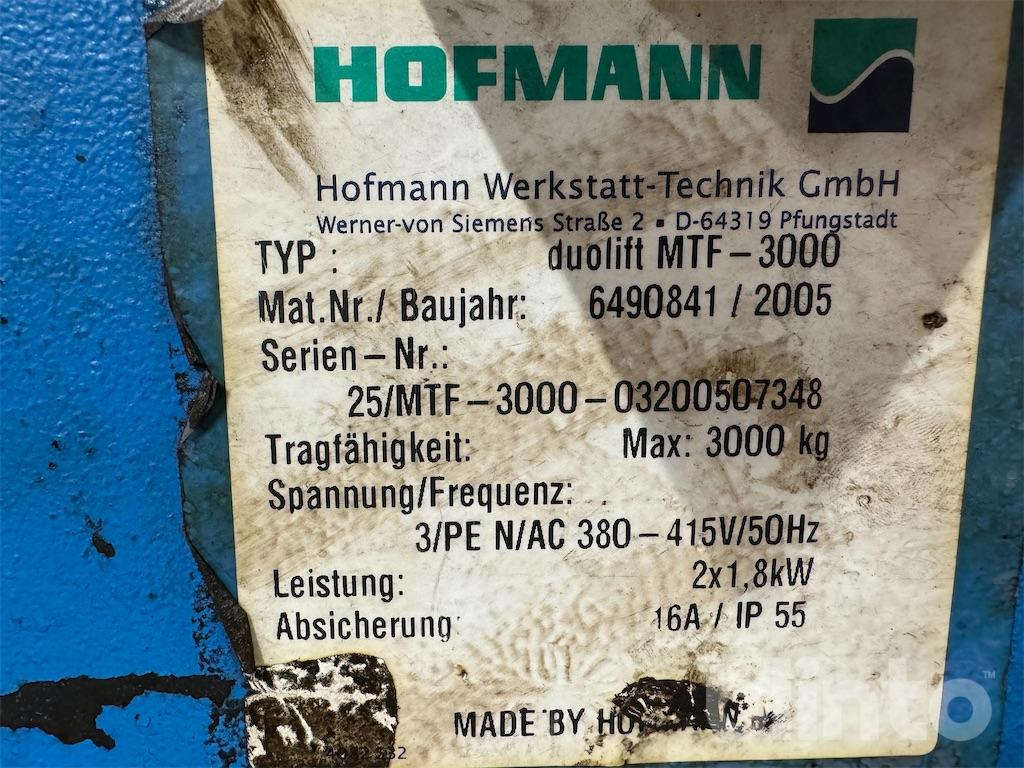 HOFMANN
Hofmann Werkstatt-Technik GmbH
Werner-von Siemens Straße 2 ▪ D-64319 Pfungstadt
TYP : duolift MTF-3000
Mat.Nr./ Baujahr: 6490841 / 2005
Serien-Nr.:
25/MTF-3000-03200507348
Tragfähigkeit: Max: 3000 kg
Spannung/Frequenz:
3/PE N/AC 380-415V/50Hz
Leistung: 2x1,8kW
Absicherung 16A / IP 55
MADE BY